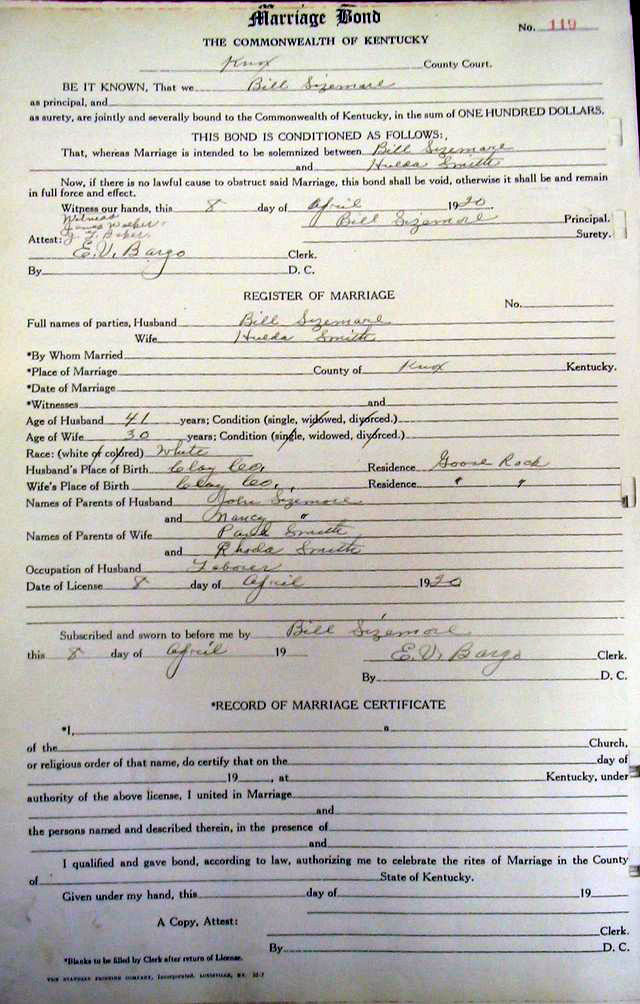 Marriage Bond
No. 119
THE COMMONWEALTH OF KENTUCKY
Knox County Court.
BE IT KNOWN, That we Bill Sizemore
as principal, and
as surety, are jointly and severally bound to the Commonwealth of Kentucky, in the sum of ONE HUNDRED DOLLARS.
THIS BOND IS CONDITIONED AS FOLLOWS:
That, whereas Marriage is intended to be solemnized between Bill Sizemore
and Hulda Smith
Now, if there is no lawful cause to obstruct said Marriage, this bond shall be void, otherwise it shall be and remain
in full force and effect.
Witness our hands, this 8 day of April 1920
Witness
James Walker
J. F. Baker
Bill Sizemore Principal.
Surety.
Attest: E. V. Bargo Clerk.
By D. C.
REGISTER OF MARRIAGE
No.
Full names of parties, Husband Bill Sizemore
Wife Hulda Smith
*By Whom Married
*Place of Marriage County of Knox Kentucky.
*Date of Marriage
*Witnesses and
Age of Husband 41 years; Condition (single, widowed, divorced.)
Age of Wife 30 years; Condition (single, widowed, divorced.)
Race: (white or colored) White
Husband's Place of Birth Clay Co., Residence Goose Rock
Wife's Place of Birth Clay Co., Residence " "
Names of Parents of Husband John Sizemore
and Nancy "
Names of Parents of Wife Smith
and Rhoda Smith
Occupation of Husband Laborer
Date of License 8 day of April 1920
Subscribed and sworn to before me by Bill Sizemore
this 8 day of April 19 E. V. Bargo Clerk.
By D. C.
*RECORD OF MARRIAGE CERTIFICATE
*I, a
of the Church,
or religious order of that name, do certify that on the day of
19 , at Kentucky, under
authority of the above license, I united in Marriage
and
the persons named and described therein, in the presence of
and
I qualified and gave bond, according to law, authorizing me to celebrate the rites of Marriage in the County
of State of Kentucky.
Given under my hand, this day of 19
A Copy, Attest:
Clerk.
By D. C.
*Blanks to be filled by Clerk after return of License.
THE STANDARD PRINTING COMPANY, Incorporated, LOUISVILLE, KY.